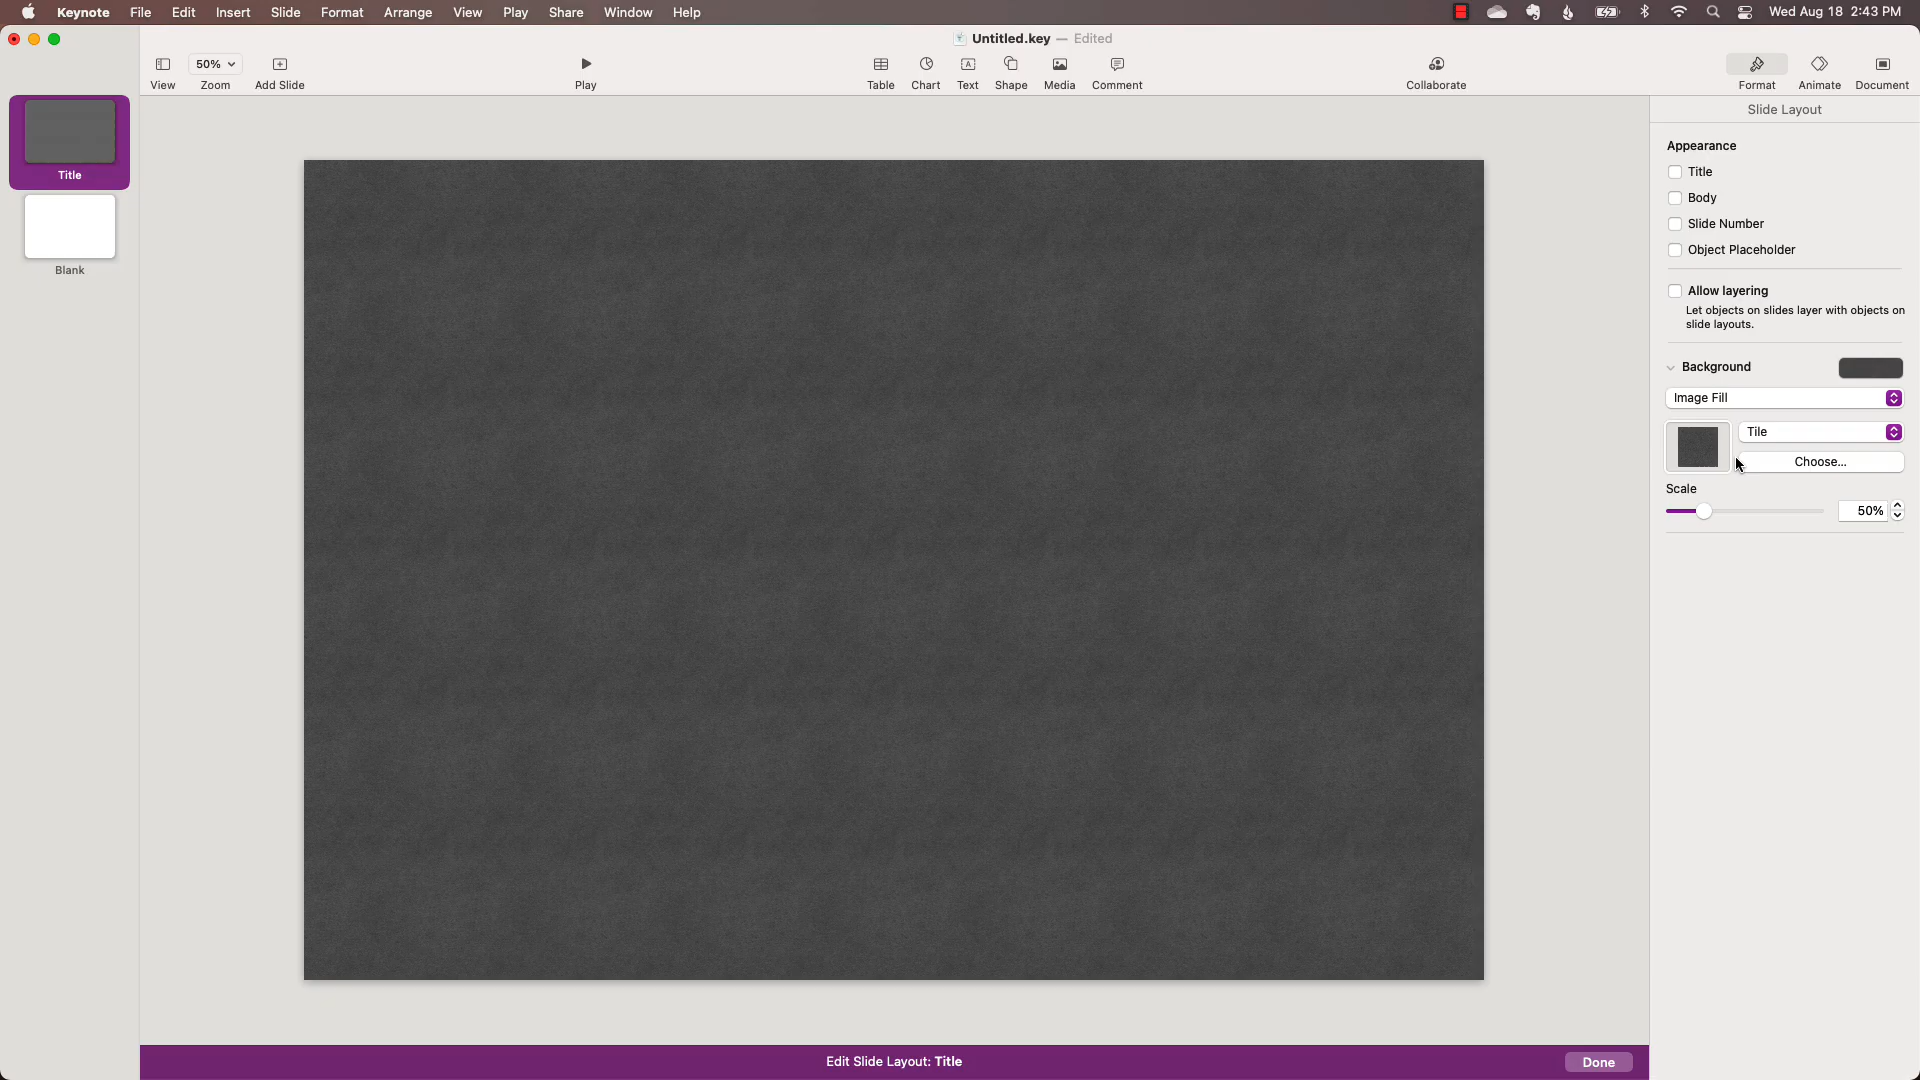 Keynote File Edit Insert Slide Format Arrange View Play Share Window Help Wed Aug 18 2:43 PM
Untitled.key — Edited
50%
View Zoom Add Slide Play Table Chart Text Shape Media Comment Collaborate Format Animate Document
Title
Blank
Slide Layout
Appearance
Title
Body
Slide Number
Object Placeholder
Allow layering
Let objects on slides layer with objects on
slide layouts.
Background
Image Fill
Tile
Choose...
Scale
50%
Edit Slide Layout: Title
Done